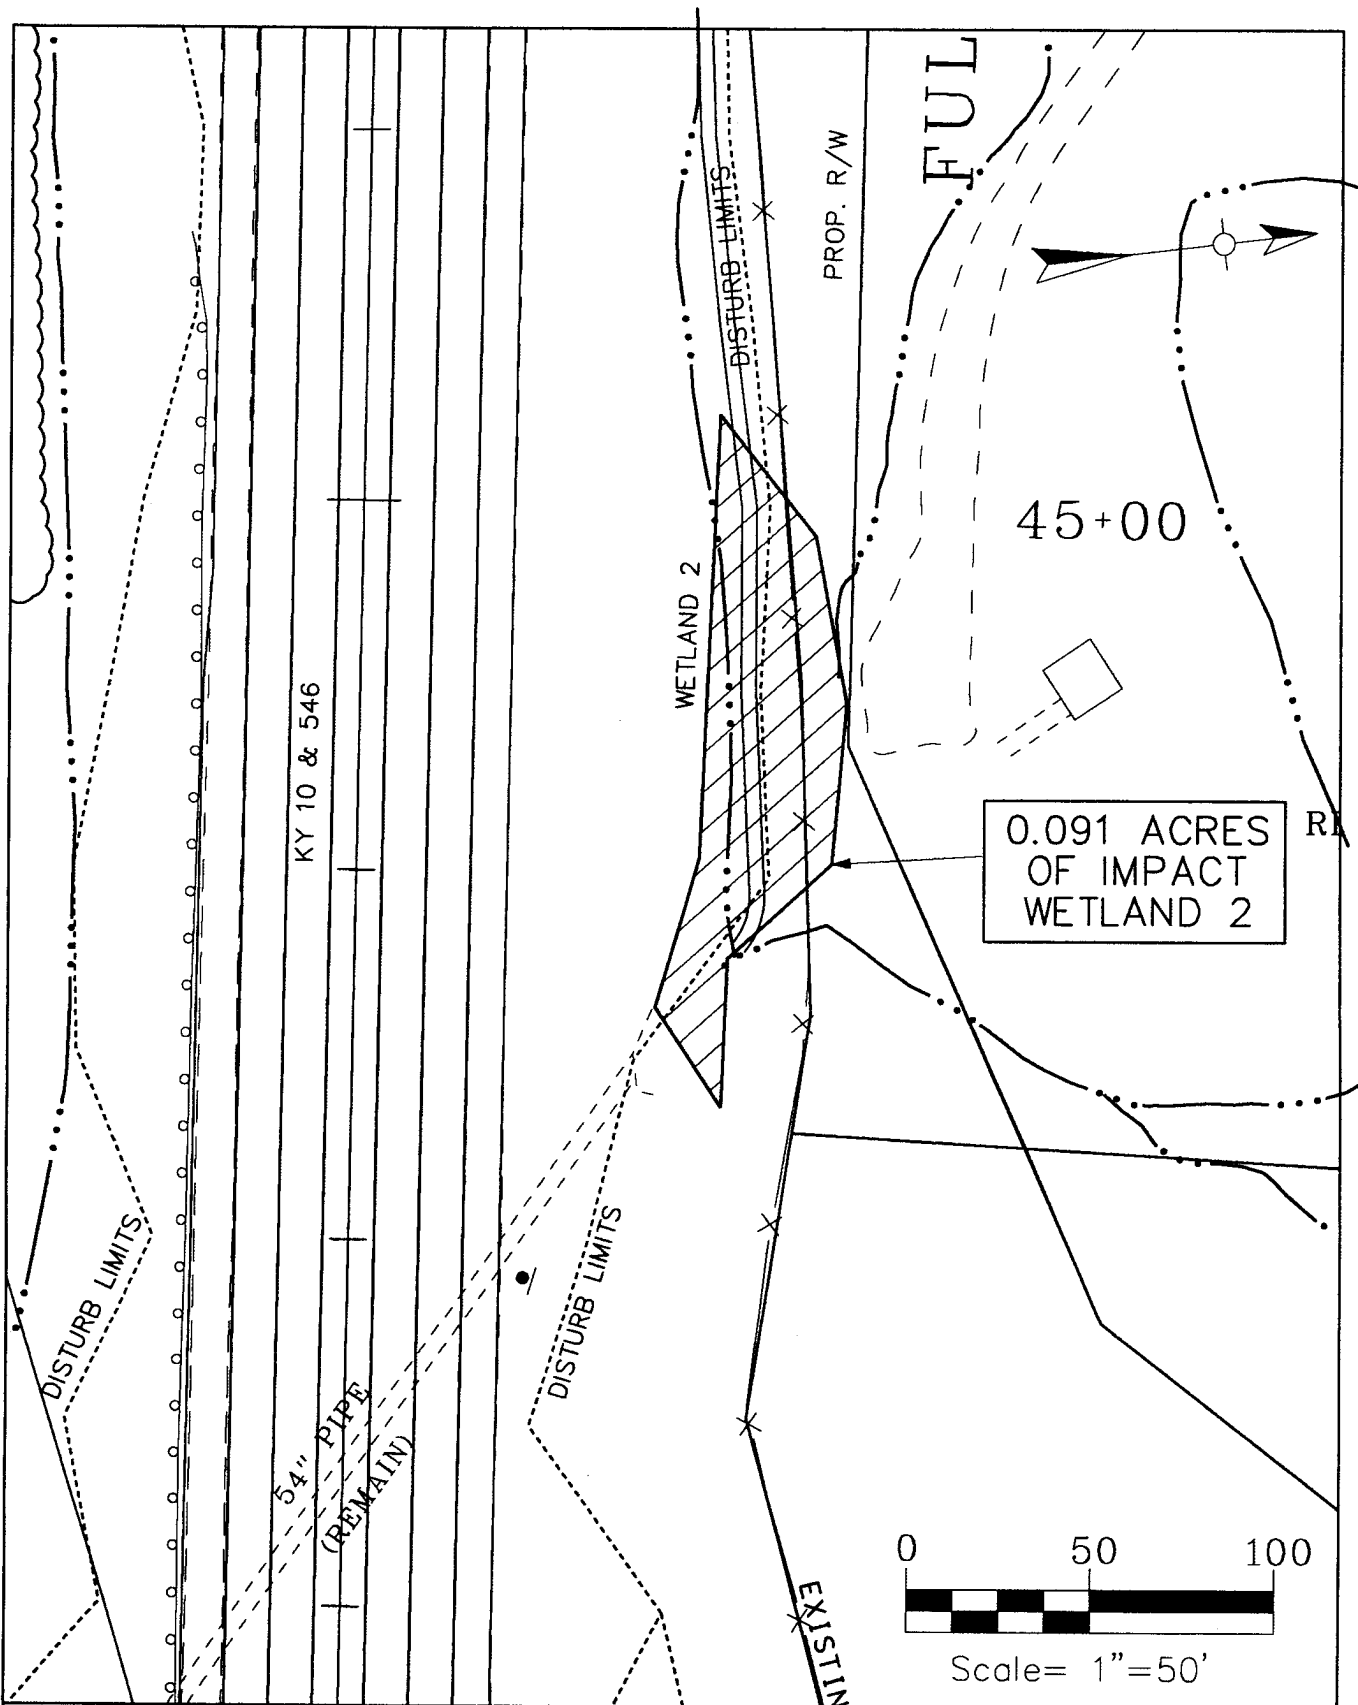 FUL
PROP. R/W
DISTURB LIMITS
45+00
WETLAND 2
KY 10 & 546
0.091 ACRES
OF IMPACT
WETLAND 2
DISTURB LIMITS
DISTURB LIMITS
54" PIPE
(REMAIN)
EXISTIN
0 50 100
Scale= 1"=50'